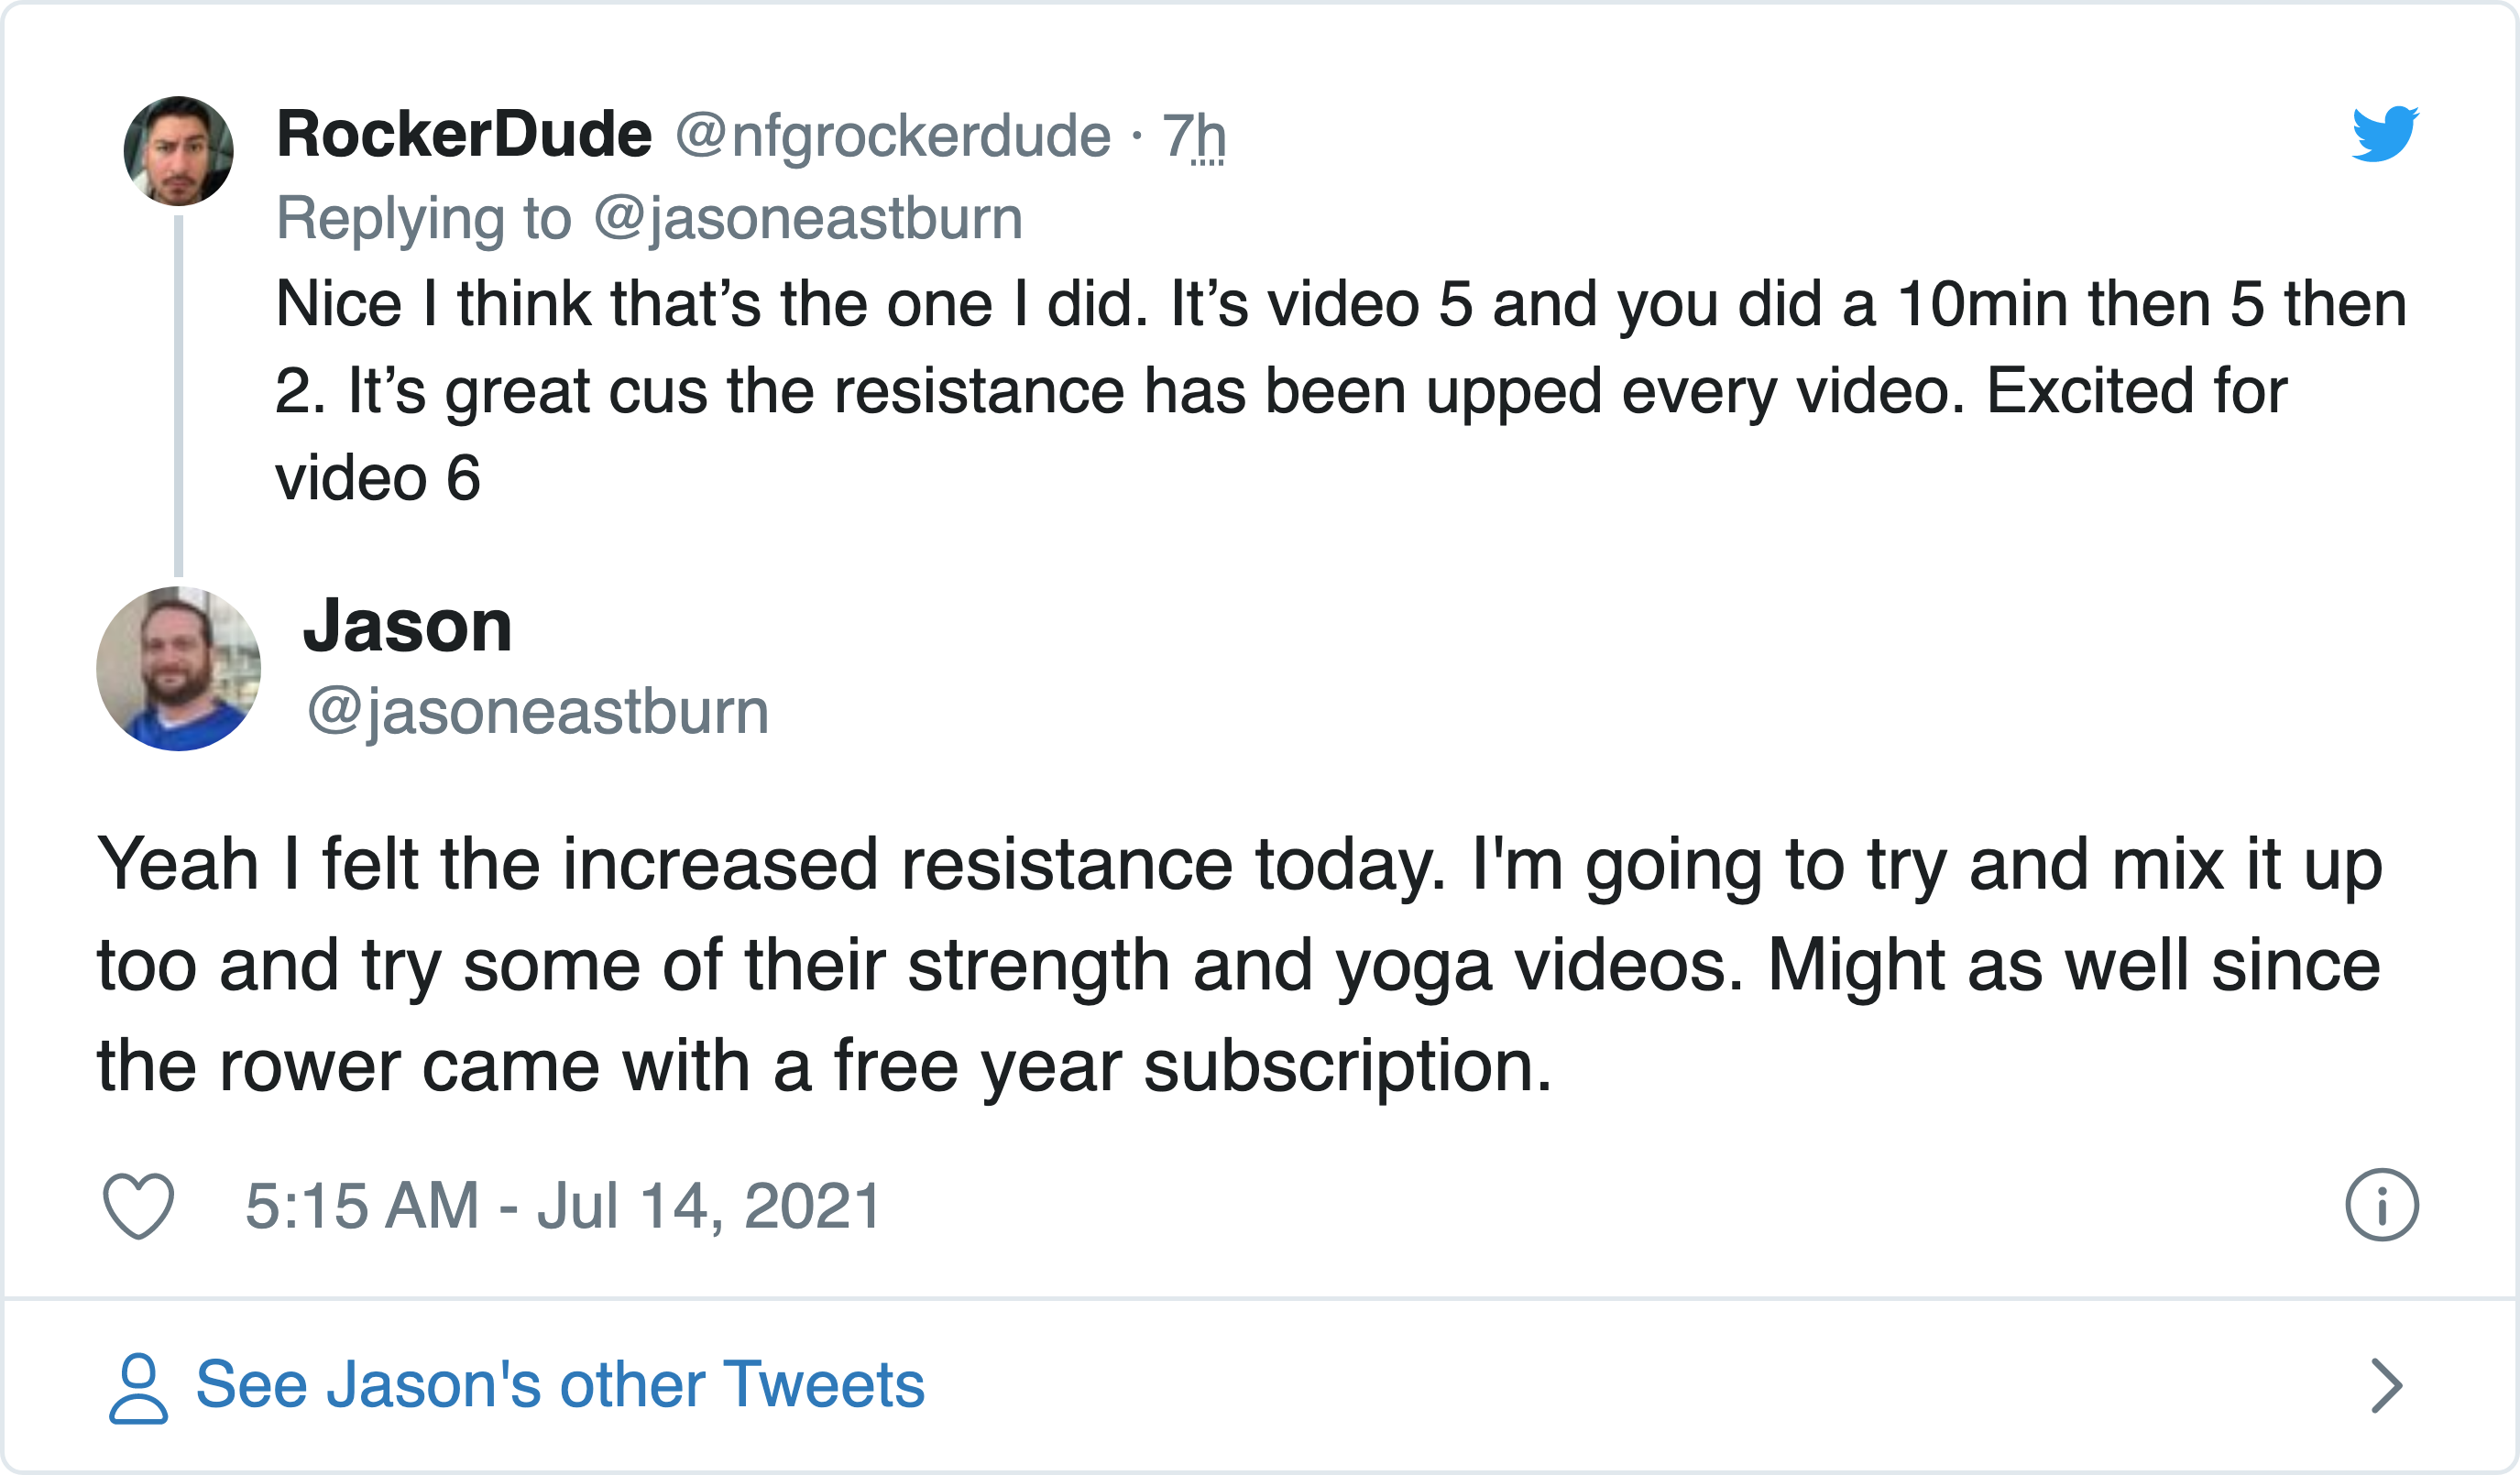 RockerDude @nfgrockerdude · 7h
Replying to @jasoneastburn
Nice I think that’s the one I did. It’s video 5 and you did a 10min then 5 then
2. It’s great cus the resistance has been upped every video. Excited for
video 6
Jason
@jasoneastburn
Yeah I felt the increased resistance today. I'm going to try and mix it up
too and try some of their strength and yoga videos. Might as well since
the rower came with a free year subscription.
5:15 AM - Jul 14, 2021
See Jason's other Tweets